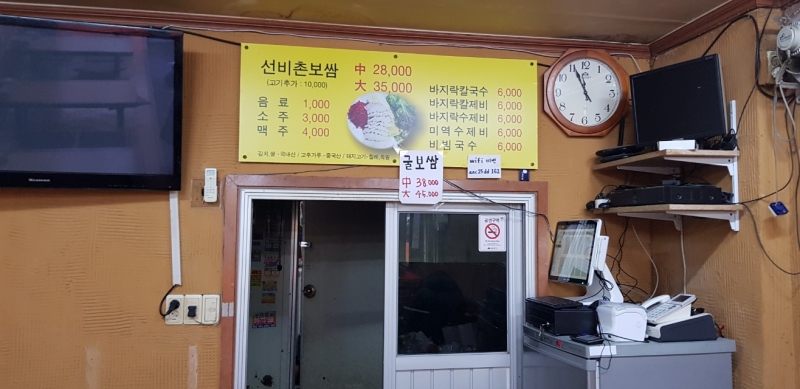 선비촌보쌈
(고기추가 : 10,000)
中 28,000
大 35,000
음 료 1,000
소 주 3,000
맥 주 4,000
바지락칼국수 6,000
바지락칼제비 6,000
바지락수제비 6,000
미역수제비 6,000
비빔국수 6,000
굴보쌈
中 38,000
大 45,000
wifi